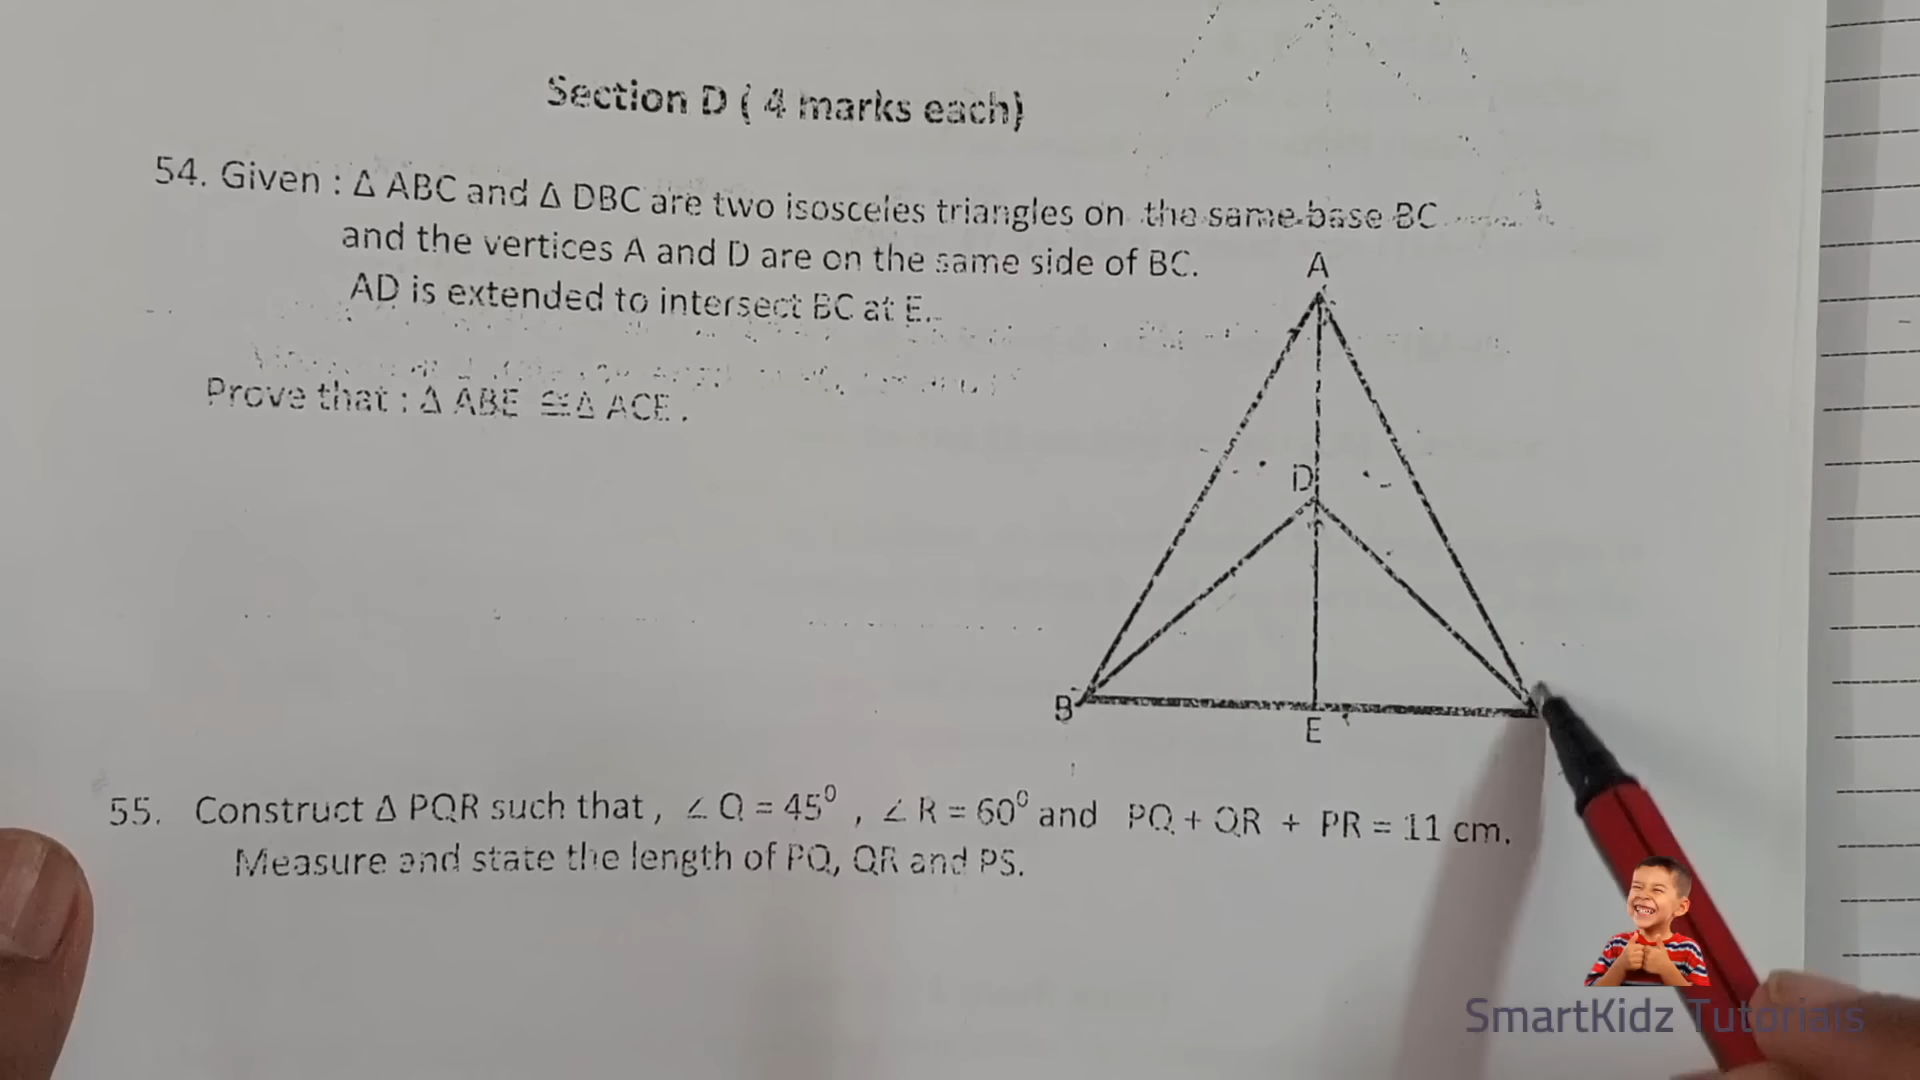 Section D ( 4 marks each)
54. Given : Δ ABC and Δ DBC are two isosceles triangles on the same base BC
and the vertices A and D are on the same side of BC.
AD is extended to intersect BC at E.
Prove that : Δ ABE ≅ Δ ACE .
A
D
B
E
55. Construct Δ PQR such that , ∠ Q = 45⁰ , ∠ R = 60⁰ and PQ + QR + PR = 11 cm.
Measure and state the length of PQ, QR and PS.
SmartKidz Tutorials